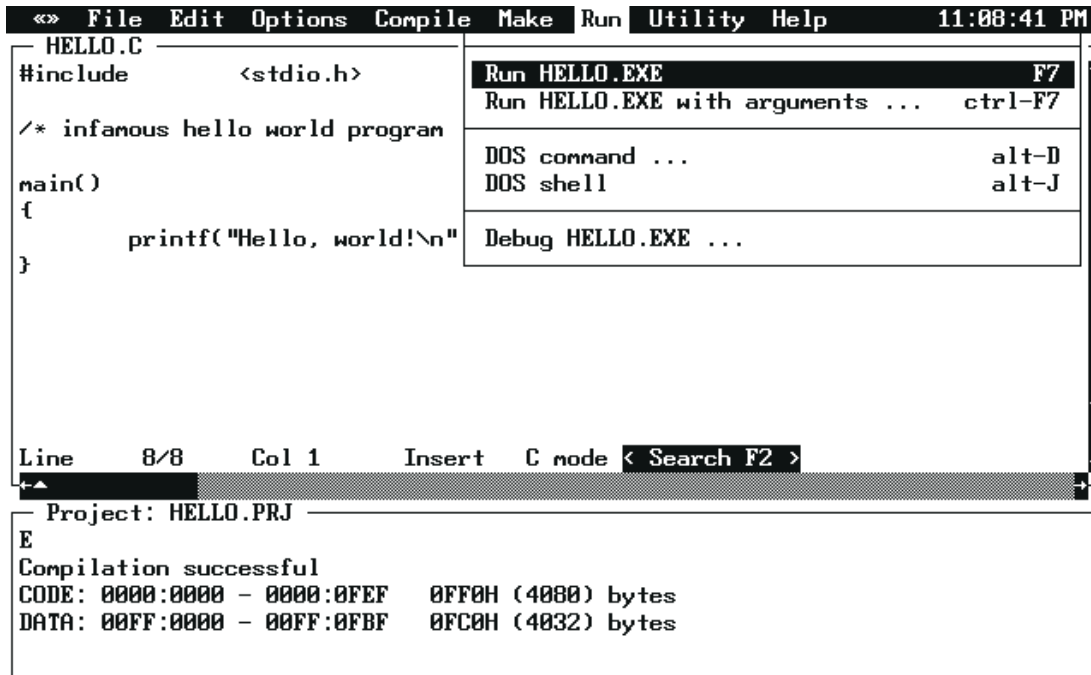 «» File Edit Options Compile Make Run Utility Help 11:08:41 PM
HELLO.C
#include <stdio.h>
/* infamous hello world program
main()
{
printf("Hello, world!\n"
}
Run HELLO.EXE F7
Run HELLO.EXE with arguments ... ctrl-F7
DOS command ... alt-D
DOS shell alt-J
Debug HELLO.EXE ...
Line 8/8 Col 1 Insert C mode < Search F2 >
Project: HELLO.PRJ
E
Compilation successful
CODE: 0000:0000 - 0000:0FEF 0FF0H (4080) bytes
DATA: 00FF:0000 - 00FF:0FBF 0FC0H (4032) bytes